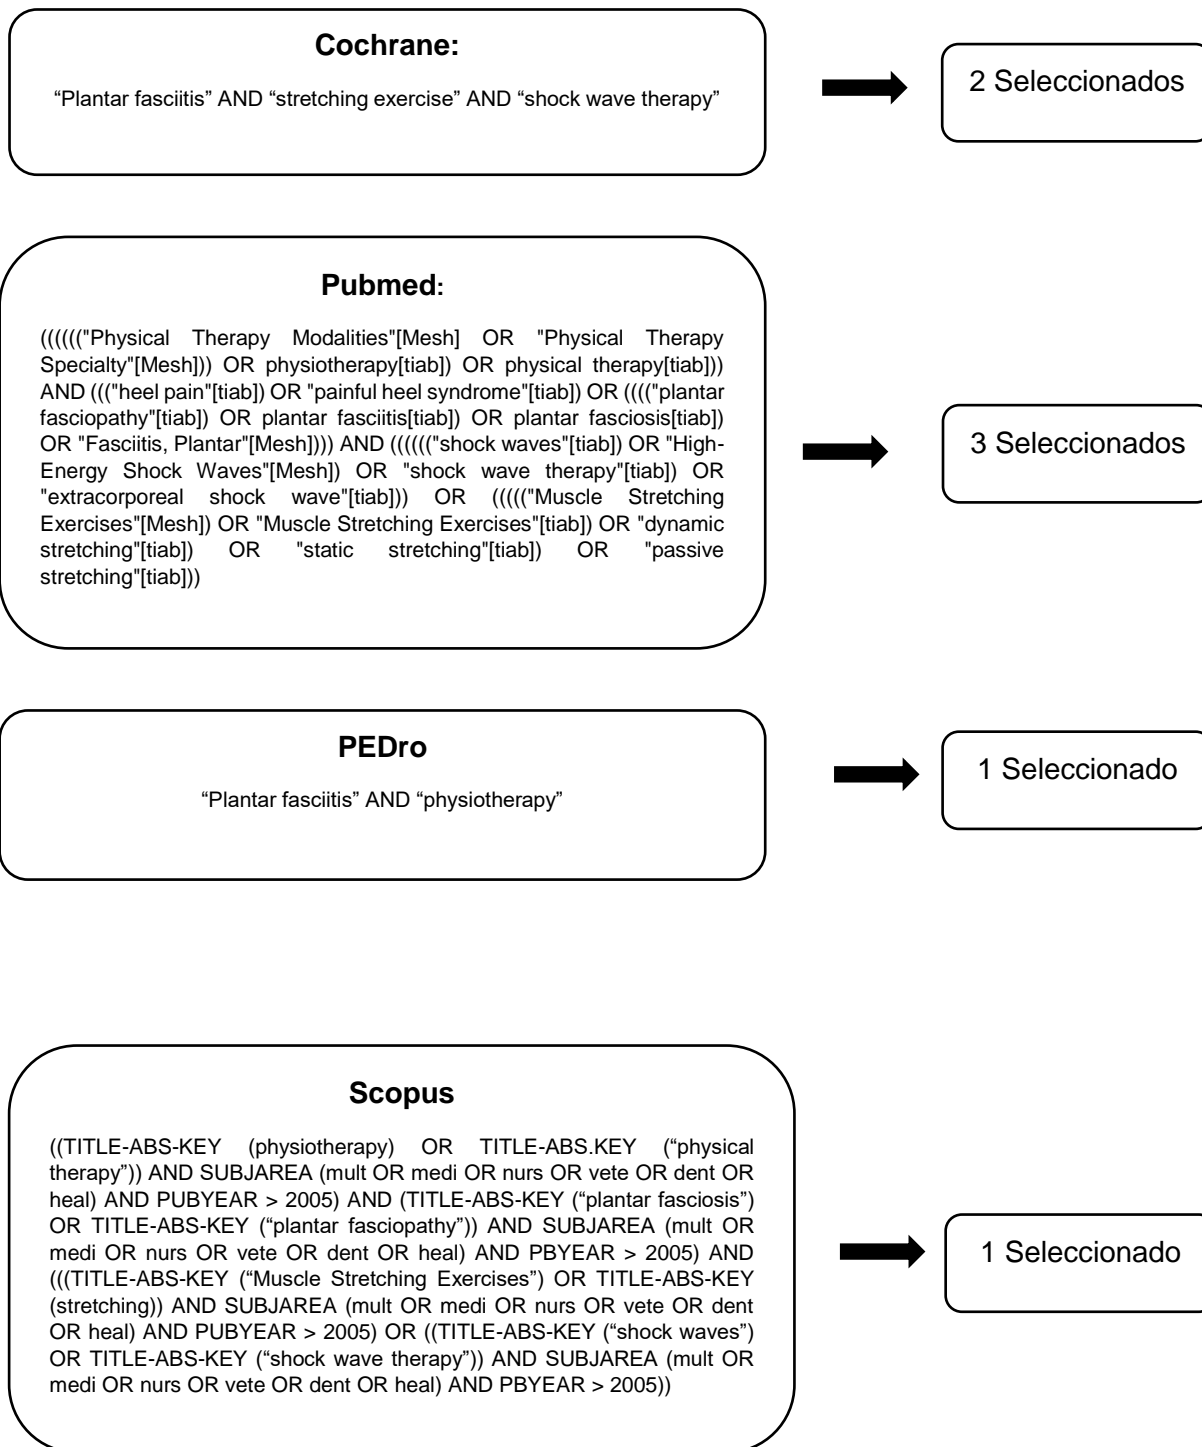 Cochrane:
“Plantar fasciitis” AND “stretching exercise” AND “shock wave therapy”
2 Seleccionados
Pubmed:
(((((("Physical Therapy Modalities"[Mesh] OR "Physical Therapy
Specialty"[Mesh])) OR physiotherapy[tiab]) OR physical therapy[tiab]))
AND ((("heel pain"[tiab]) OR "painful heel syndrome"[tiab]) OR (((("plantar
fasciopathy"[tiab]) OR plantar fasciitis[tiab]) OR plantar fasciosis[tiab])
OR "Fasciitis, Plantar"[Mesh]))) AND (((((("shock waves"[tiab]) OR "High-
Energy Shock Waves"[Mesh]) OR "shock wave therapy"[tiab]) OR
"extracorporeal shock wave"[tiab])) OR ((((("Muscle Stretching
Exercises"[Mesh]) OR "Muscle Stretching Exercises"[tiab]) OR "dynamic
stretching"[tiab]) OR "static stretching"[tiab]) OR "passive
stretching"[tiab]))
3 Seleccionados
PEDro
“Plantar fasciitis” AND “physiotherapy”
1 Seleccionado
Scopus
((TITLE-ABS-KEY (physiotherapy) OR TITLE-ABS.KEY (“physical
therapy”)) AND SUBJAREA (mult OR medi OR nurs OR vete OR dent OR
heal) AND PUBYEAR > 2005) AND (TITLE-ABS-KEY (“plantar fasciosis”)
OR TITLE-ABS-KEY (“plantar fasciopathy”)) AND SUBJAREA (mult OR
medi OR nurs OR vete OR dent OR heal) AND PBYEAR > 2005) AND
(((TITLE-ABS-KEY (“Muscle Stretching Exercises”) OR TITLE-ABS-KEY
(stretching)) AND SUBJAREA (mult OR medi OR nurs OR vete OR dent
OR heal) AND PUBYEAR > 2005) OR ((TITLE-ABS-KEY (“shock waves”)
OR TITLE-ABS-KEY (“shock wave therapy”)) AND SUBJAREA (mult OR
medi OR nurs OR vete OR dent OR heal) AND PBYEAR > 2005))
1 Seleccionado